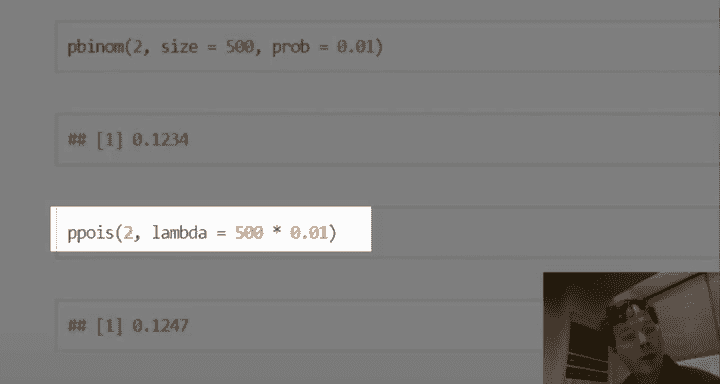 pbinom(2, size = 500, prob = 0.01)
## [1] 0.1234
ppois(2, lambda = 500 * 0.01)
## [1] 0.1247